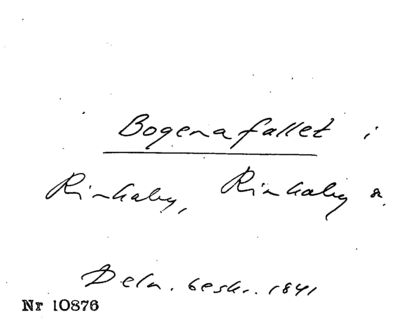 Bogenafallet i
Rinkaby, Rinkaby s.
Deln. beskr. 1841
Nr 10876